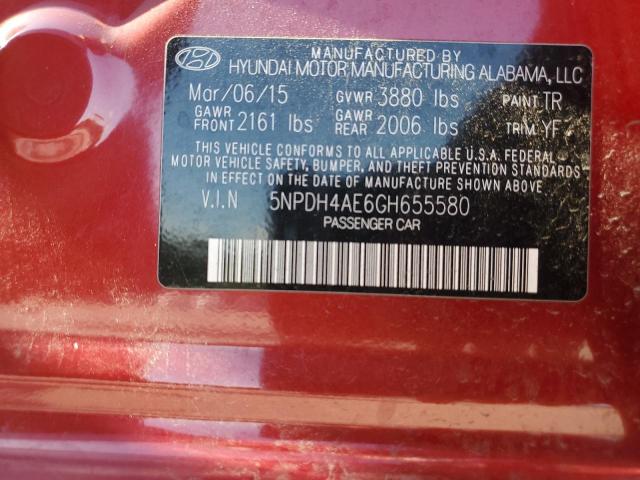 MANUFACTURED BY
HYUNDAI MOTOR MANUFACTURING ALABAMA, LLC
Mar/06/15 GVWR 3880 lbs PAINT TR
GAWR FRONT 2161 lbs GAWR REAR 2006 lbs TRIM YF
THIS VEHICLE CONFORMS TO ALL APPLICABLE U.S.A. FEDERAL
MOTOR VEHICLE SAFETY, BUMPER, AND THEFT PREVENTION STANDARDS
IN EFFECT ON THE DATE OF MANUFACTURE SHOWN ABOVE.
V.I.N 5NPDH4AE6GH655580
PASSENGER CAR